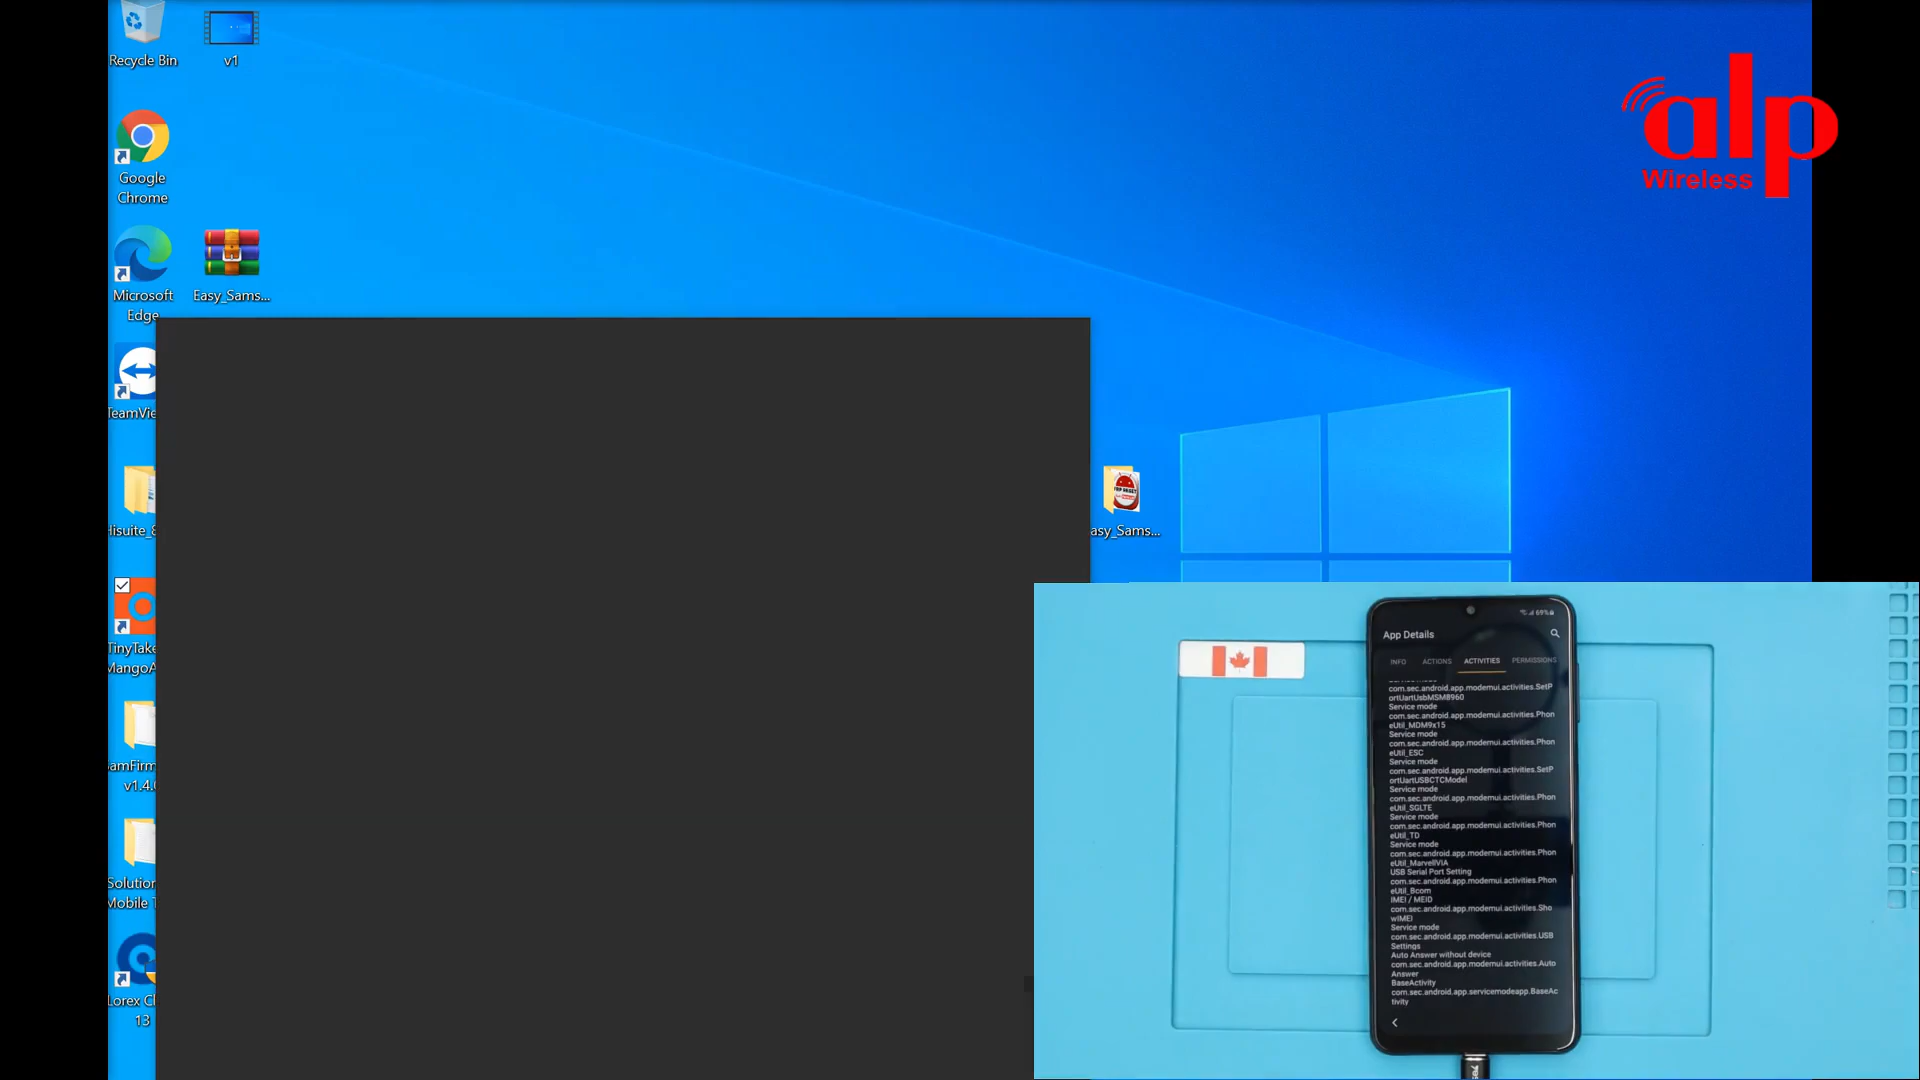 Recycle Bin
v1
Google
Chrome
Microsoft
Edge
Easy_Sams...
TeamVie
Hisuite_8
TinyTake
MangoA
amFirm
v1.4.0
Solution
Mobile T
Lorex Cl
13
asy_Sams...
alp
Wireless
69%
App Details
INFO ACTIONS ACTIVITIES PERMISSIONS
com.sec.android.app.modemui.activities.SetP
ortUartUsbMSM8960
Service mode
com.sec.android.app.modemui.activities.Phon
eUtil_MDM9x15
Service mode
com.sec.android.app.modemui.activities.Phon
eUtil_ESC
Service mode
com.sec.android.app.modemui.activities.SetP
ortUartUSBCTCModel
Service mode
com.sec.android.app.modemui.activities.Phon
eUtil_SGLTE
Service mode
com.sec.android.app.modemui.activities.Phon
eUtil_TD
Service mode
com.sec.android.app.modemui.activities.Phon
eUtil_MarvellVIA
USB Serial Port Setting
com.sec.android.app.modemui.activities.Phon
eUtil_Bcom
IMEI / MEID
com.sec.android.app.modemui.activities.Sho
wIMEI
Service mode
com.sec.android.app.modemui.activities.USB
Settings
Auto Answer without device
com.sec.android.app.modemui.activities.Auto
Answer
BaseActivity
com.sec.android.app.servicemodeapp.BaseAc
tivity